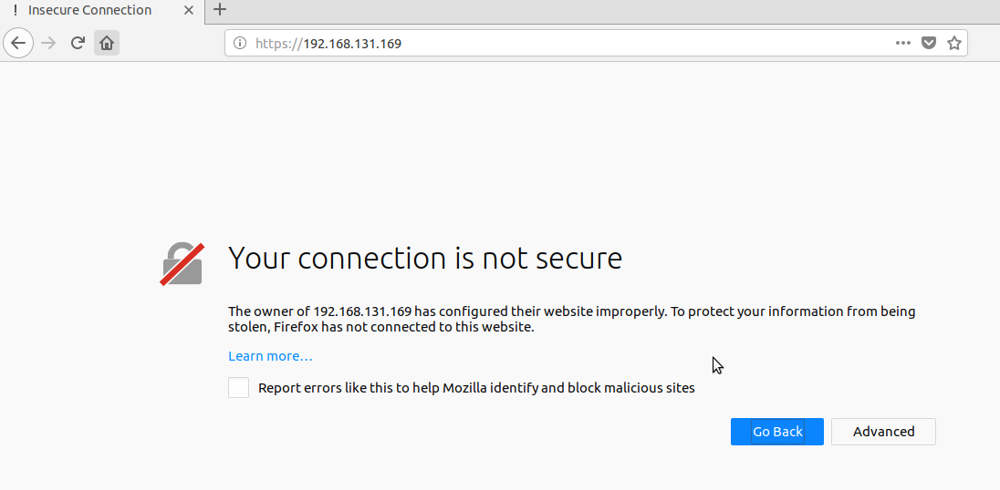 Insecure Connection
https://192.168.131.169
Your connection is not secure
The owner of 192.168.131.169 has configured their website improperly. To protect your information from being
stolen, Firefox has not connected to this website.
Learn more…
Report errors like this to help Mozilla identify and block malicious sites
Go Back
Advanced